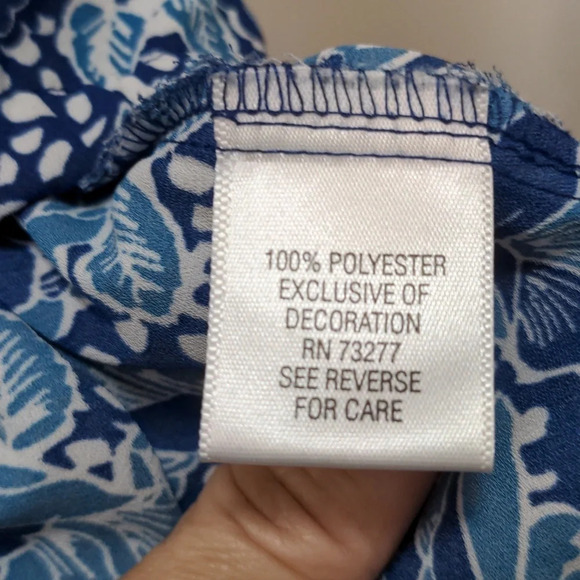 100% POLYESTER
EXCLUSIVE OF
DECORATION
RN 73277
SEE REVERSE
FOR CARE